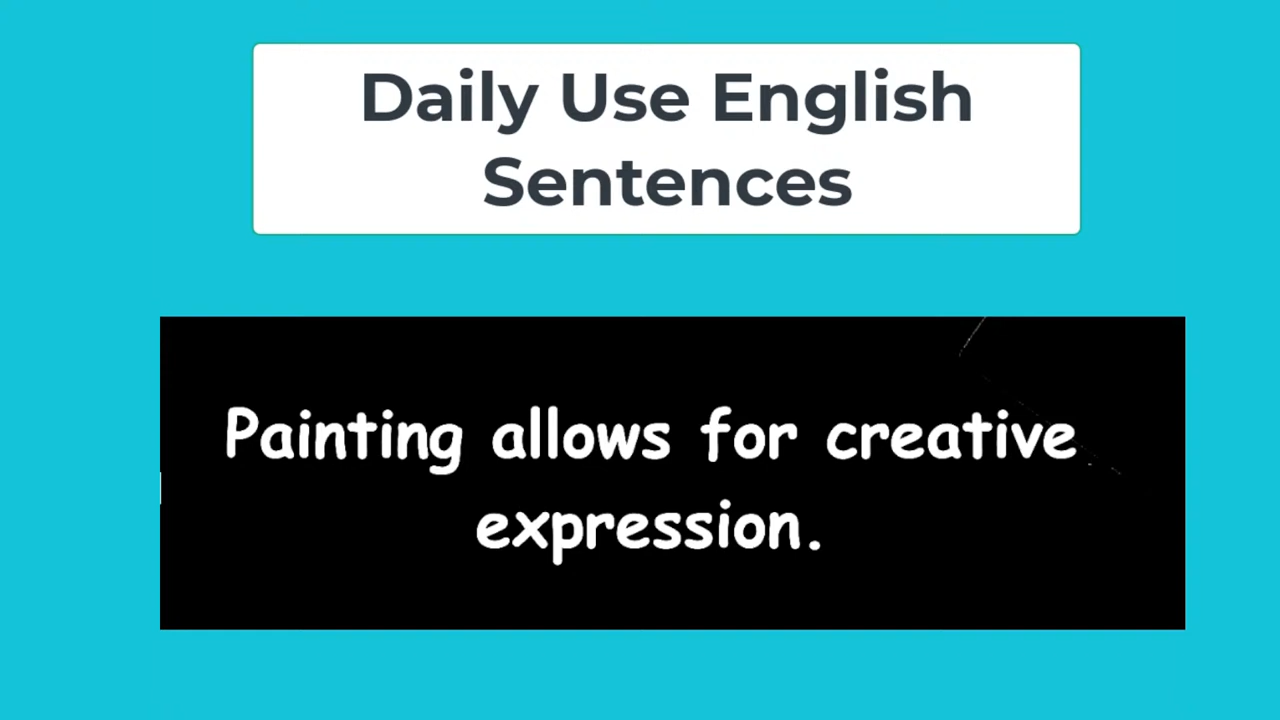 Daily Use English
Sentences
Painting allows for creative
expression.